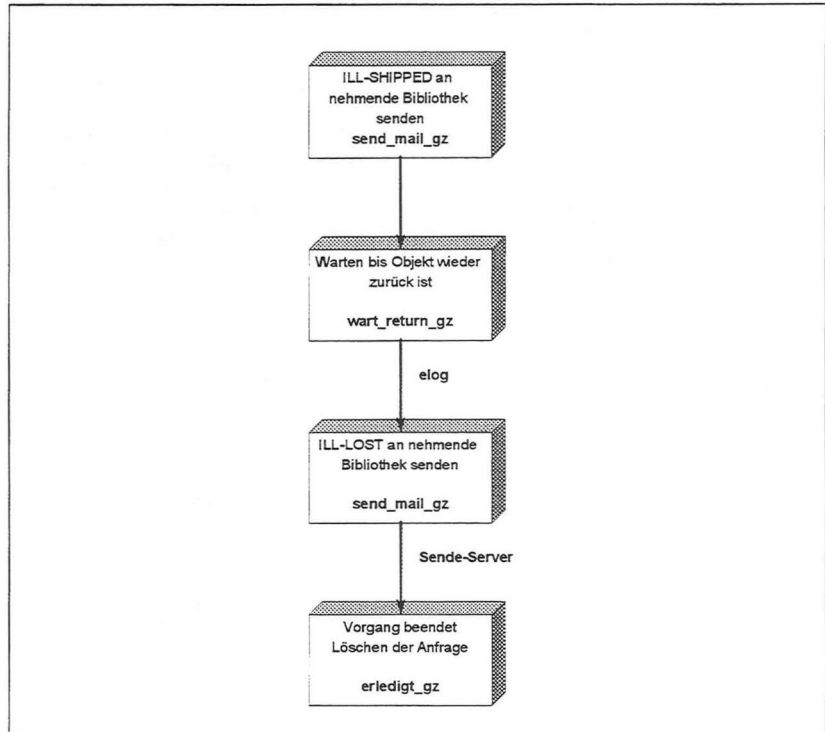 ILL-SHIPPED an
nehmende Bibliothek
senden
send_mail_gz
Warten bis Objekt wieder
zurück ist
wart_return_gz
elog
ILL-LOST an nehmende
Bibliothek senden
send_mail_gz
Sende-Server
Vorgang beendet
Löschen der Anfrage
erledigt_gz